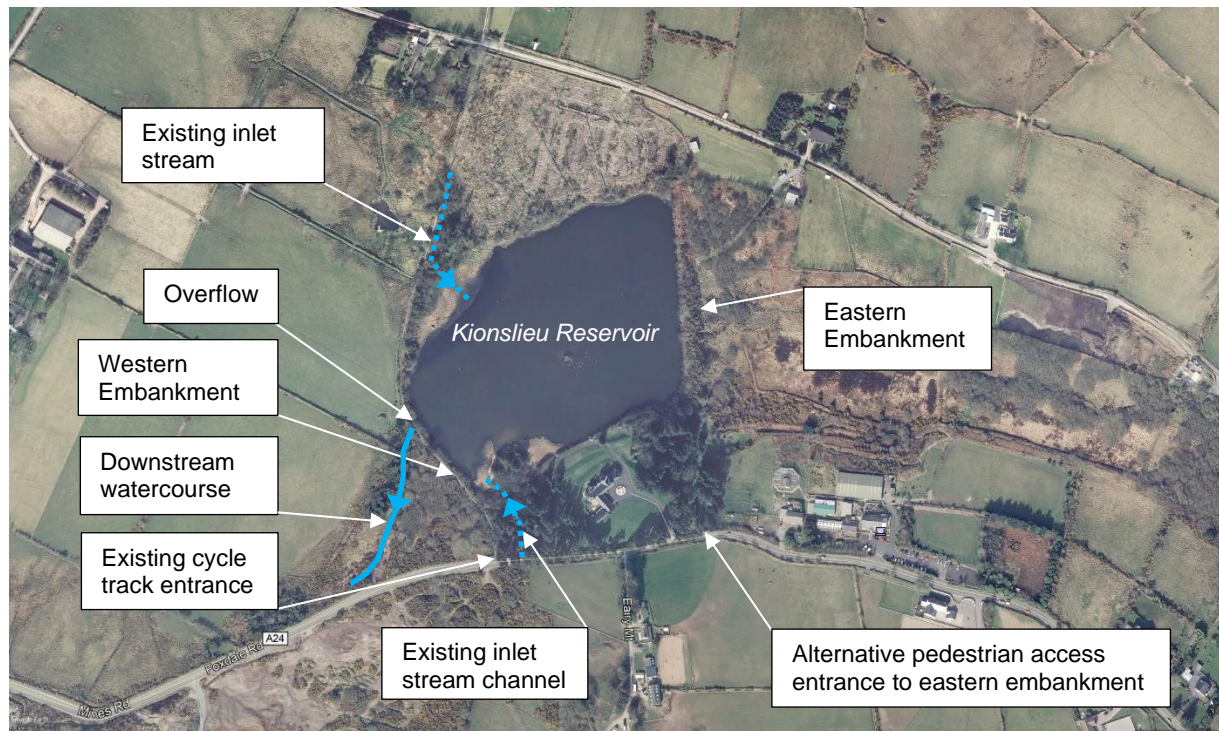 Existing inlet
stream
Overflow
Kionslieu Reservoir
Eastern
Embankment
Western
Embankment
Downstream
watercourse
Existing cycle
track entrance
A24
Foxdale Rd
Mines Rd
Existing inlet
stream channel
Alternative pedestrian access
entrance to eastern embankment